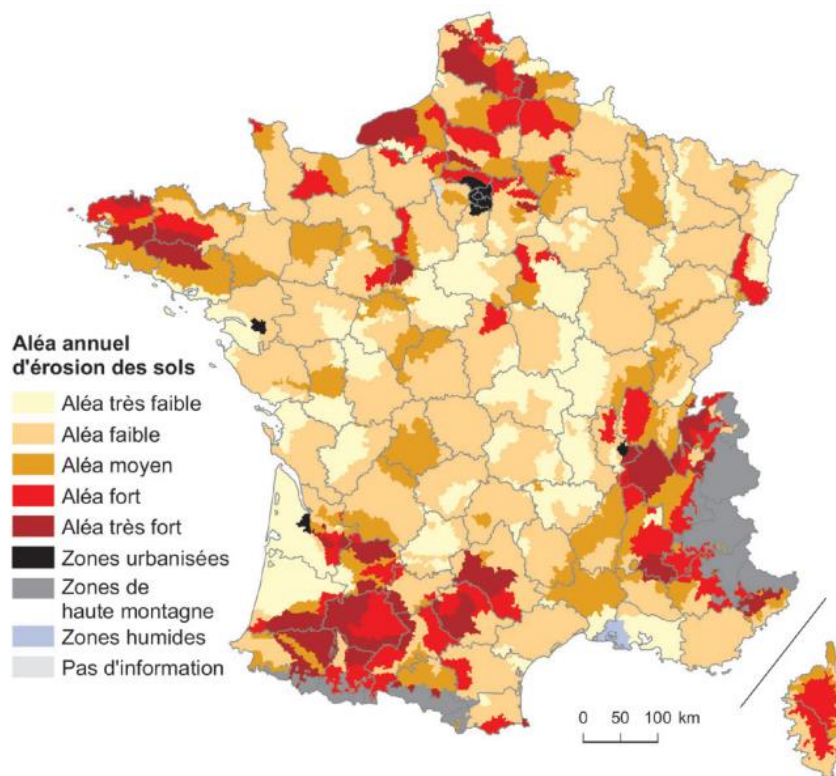 Aléa annuel
d'érosion des sols
Aléa très faible
Aléa faible
Aléa moyen
Aléa fort
Aléa très fort
Zones urbanisées
Zones de
haute montagne
Zones humides
Pas d'information
0 50 100 km